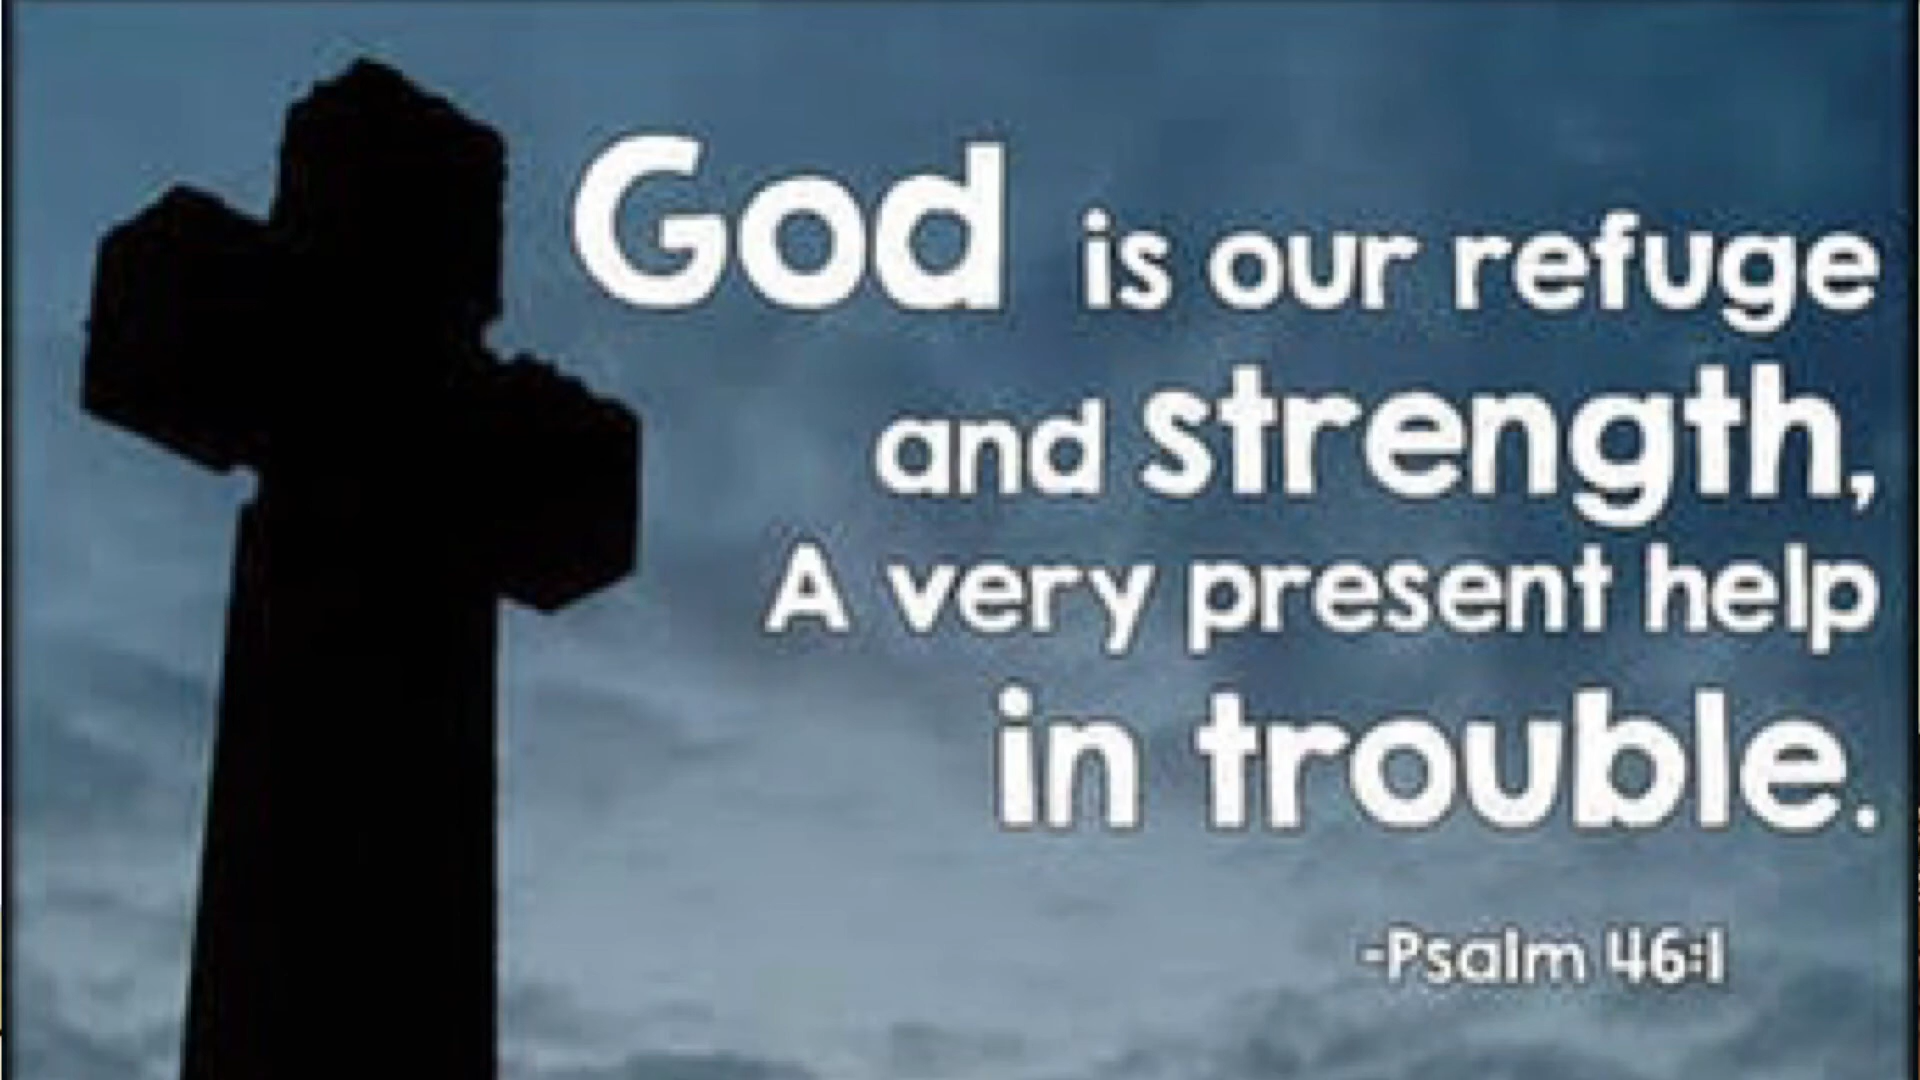 God is our refuge
and strength,
A very present help
in trouble.
-Psalm 46:1